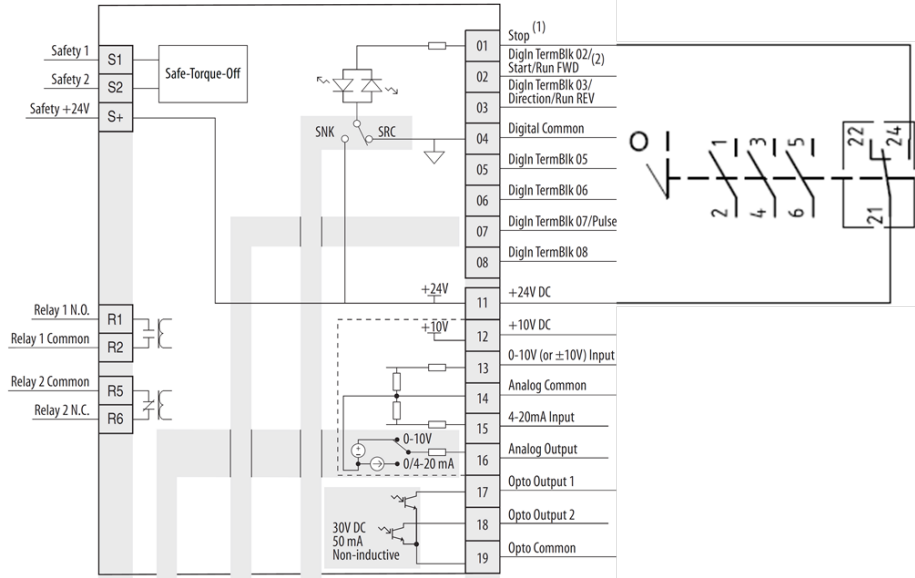 Safety 1
S1
Safety 2
S2
Safety +24V
S+
Safe-Torque-Off
SNK
SRC
01
Stop (1)
02
DigIn TermBlk 02/(2)
Start/Run FWD
03
DigIn TermBlk 03/
Direction/Run REV
04
Digital Common
05
DigIn TermBlk 05
06
DigIn TermBlk 06
07
DigIn TermBlk 07/Pulse
08
DigIn TermBlk 08
+24V
11
+24V DC
+10V
12
+10V DC
13
0-10V (or ±10V) Input
14
Analog Common
15
4-20mA Input
16
Analog Output
0-10V
0/4-20 mA
17
Opto Output 1
18
Opto Output 2
19
Opto Common
30V DC
50 mA
Non-inductive
Relay 1 N.O.
R1
Relay 1 Common
R2
Relay 2 Common
R5
Relay 2 N.C.
R6
O
1
3
5
2
4
6
22
24
21